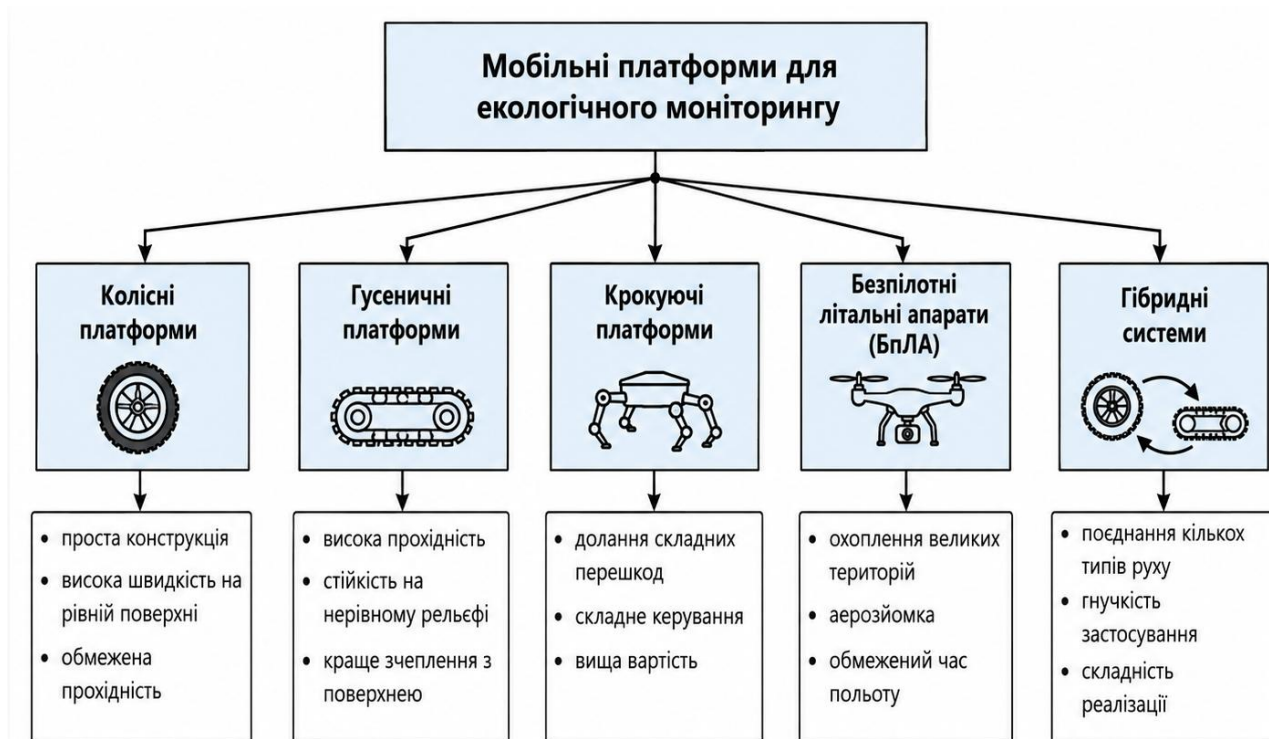 Мобільні платформи для
екологічного моніторингу
Колісні
платформи
Гусеничні
платформи
Крокуючі
платформи
Безпілотні
літальні апарати
(БпЛА)
Гібридні
системи
• проста конструкція
• висока швидкість на
рівній поверхні
• обмежена
прохідність
• висока прохідність
• стійкість на
нерівному рельєфі
• краще зчеплення з
поверхнею
• долання складних
перешкод
• складне керування
• вища вартість
• охоплення великих
територій
• аерозйомка
• обмежений час
польоту
• поєднання кількох
типів руху
• гнучкість
застосування
• складність
реалізації